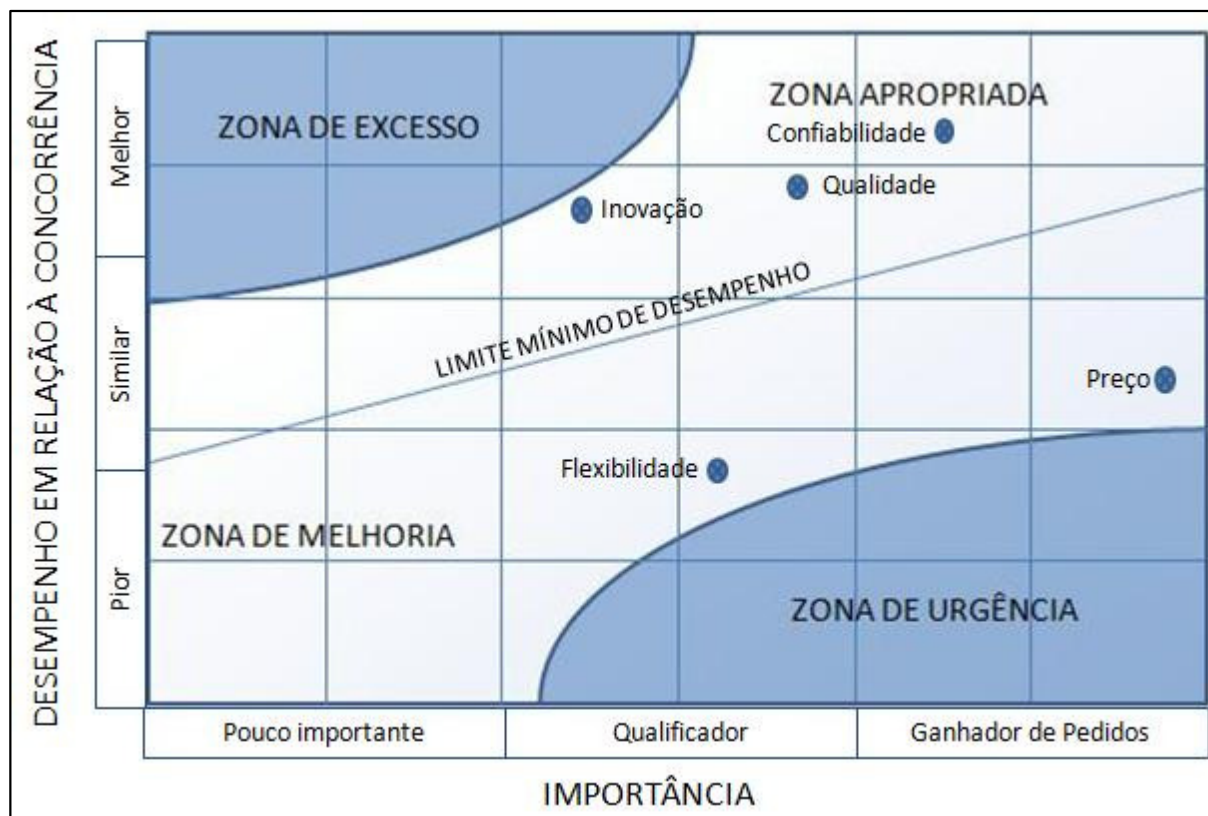 DESEMPENHO EM RELAÇÃO À CONCORRÊNCIA
Melhor
Similar
Pior
ZONA DE EXCESSO
ZONA APROPRIADA
Confiabilidade
Qualidade
Inovação
LIMITE MÍNIMO DE DESEMPENHO
Preço
Flexibilidade
ZONA DE MELHORIA
ZONA DE URGÊNCIA
Pouco importante
Qualificador
Ganhador de Pedidos
IMPORTÂNCIA